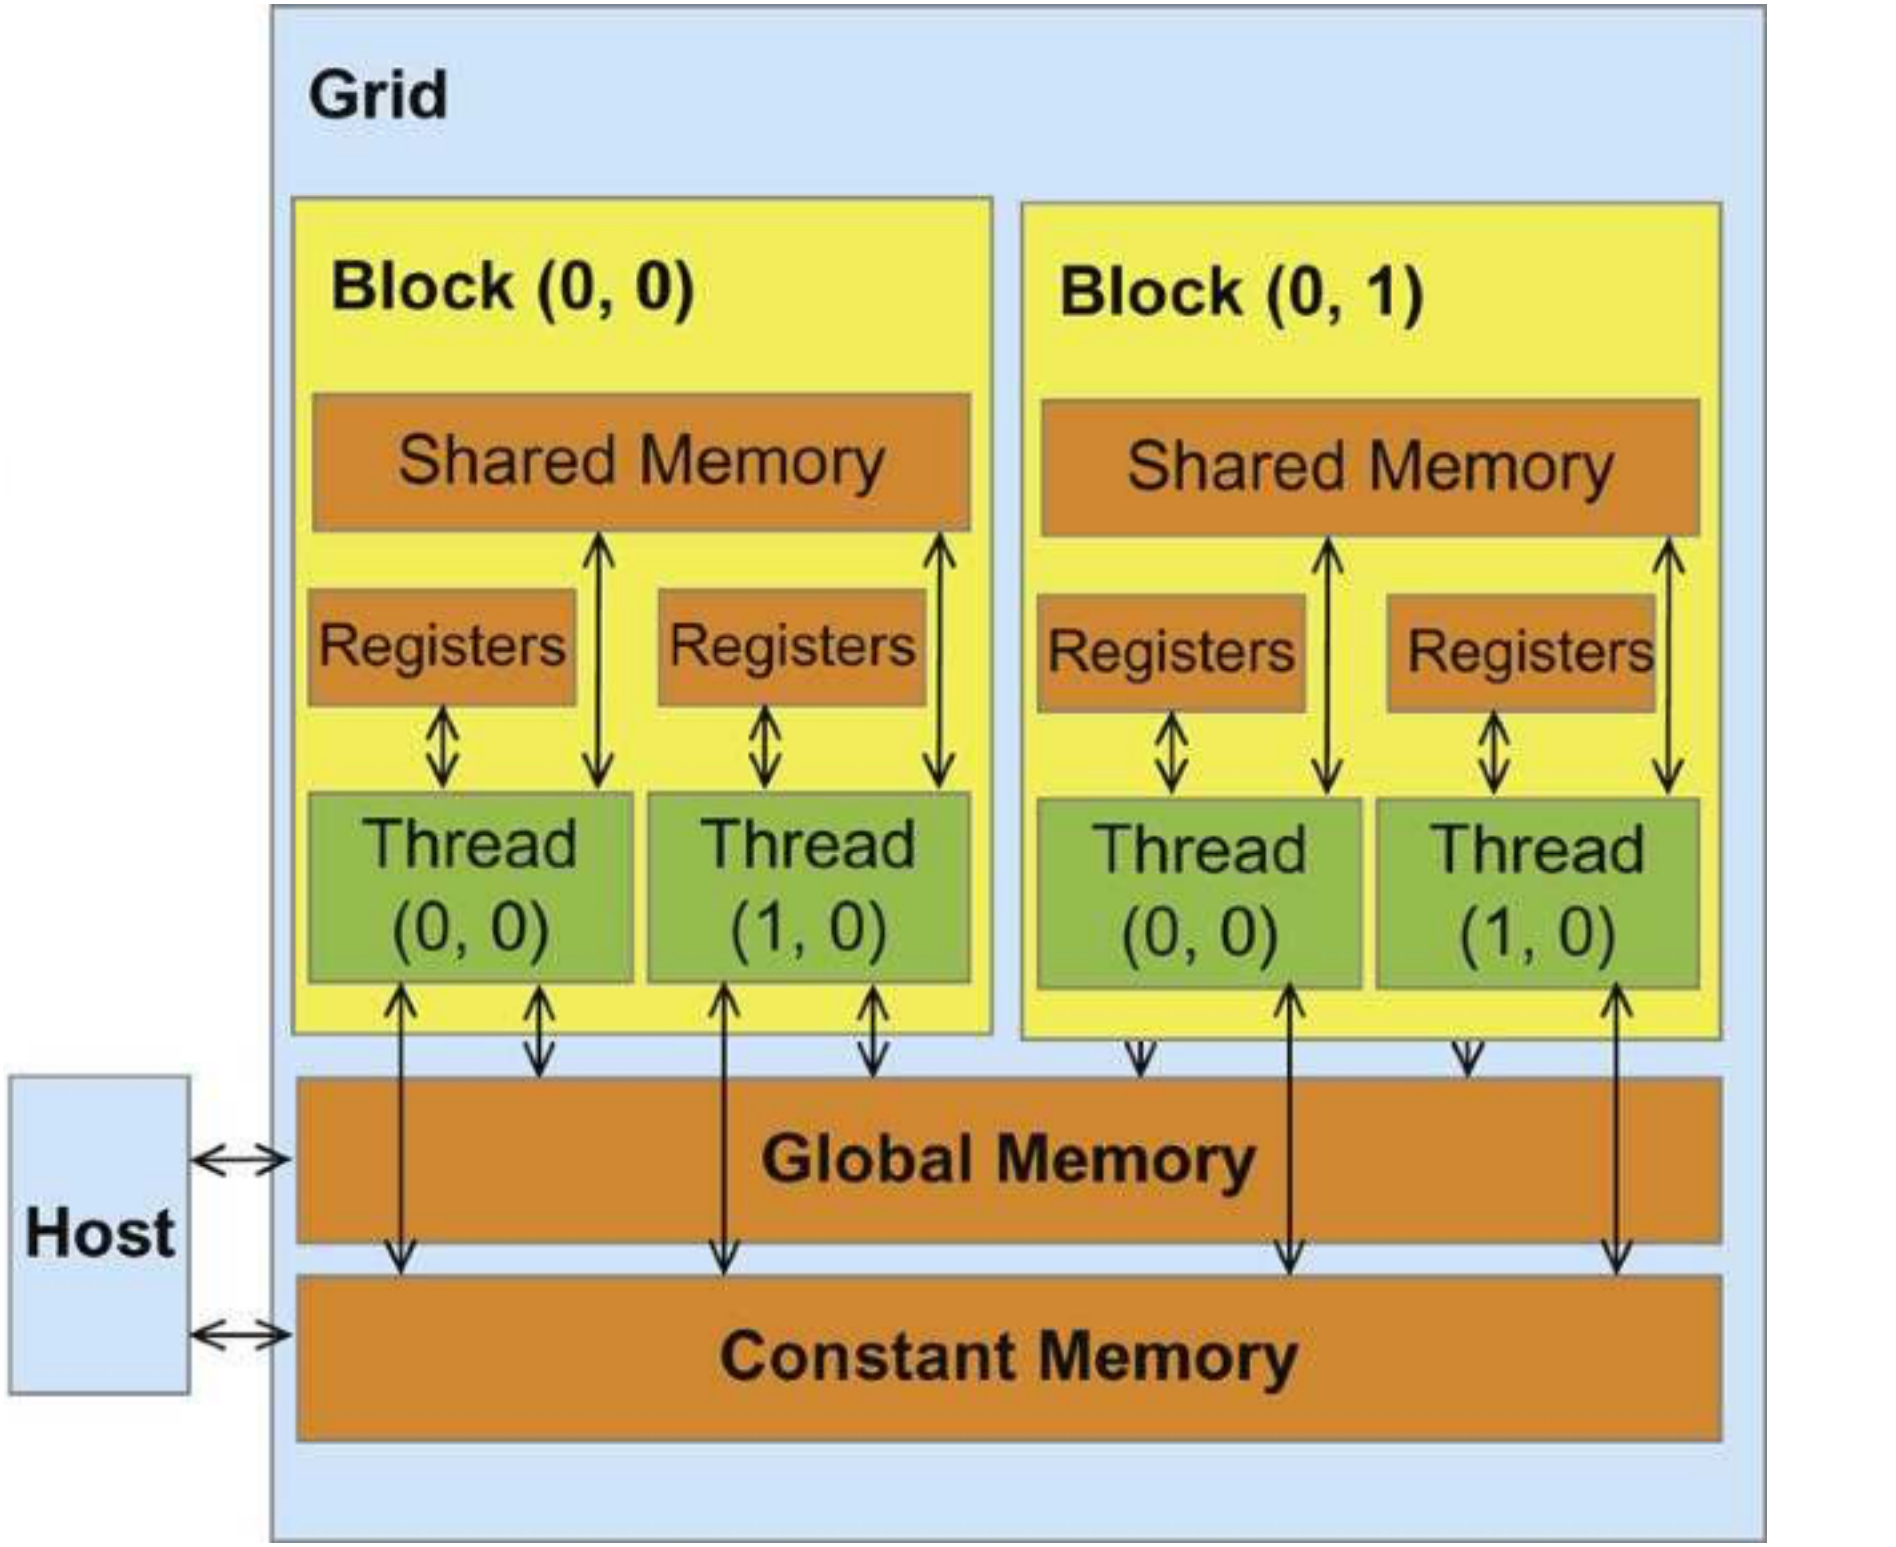 Grid
Block (0, 0)
Shared Memory
Registers
Registers
Thread
(0, 0)
Thread
(1, 0)
Block (0, 1)
Shared Memory
Registers
Registers
Thread
(0, 0)
Thread
(1, 0)
Host
Global Memory
Constant Memory